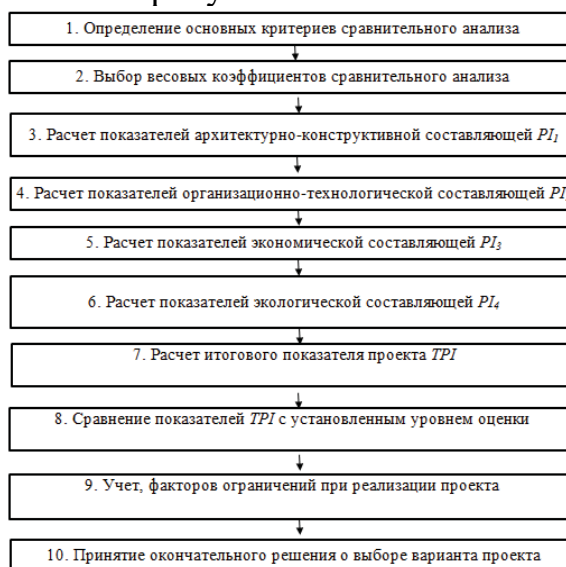 1. Определение основных критериев сравнительного анализа
2. Выбор весовых коэффициентов сравнительного анализа
3. Расчет показателей архитектурно-конструктивной составляющей PI₁
4. Расчет показателей организационно-технологической составляющей PI
5. Расчет показателей экономической составляющей PI₃
6. Расчет показателей экологической составляющей PI₄
7. Расчет итогового показателя проекта TPI
8. Сравнение показателей TPI с установленным уровнем оценки
9. Учет, факторов ограничений при реализации проекта
10. Принятие окончательного решения о выборе варианта проекта